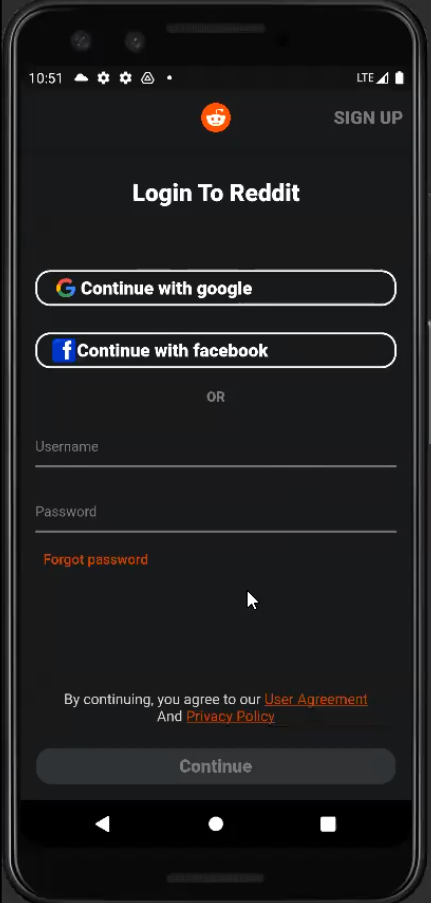 10:51 LTE
SIGN UP
Login To Reddit
Continue with google
Continue with facebook
OR
Username
Password
Forgot password
By continuing, you agree to our User Agreement
And Privacy Policy
Continue